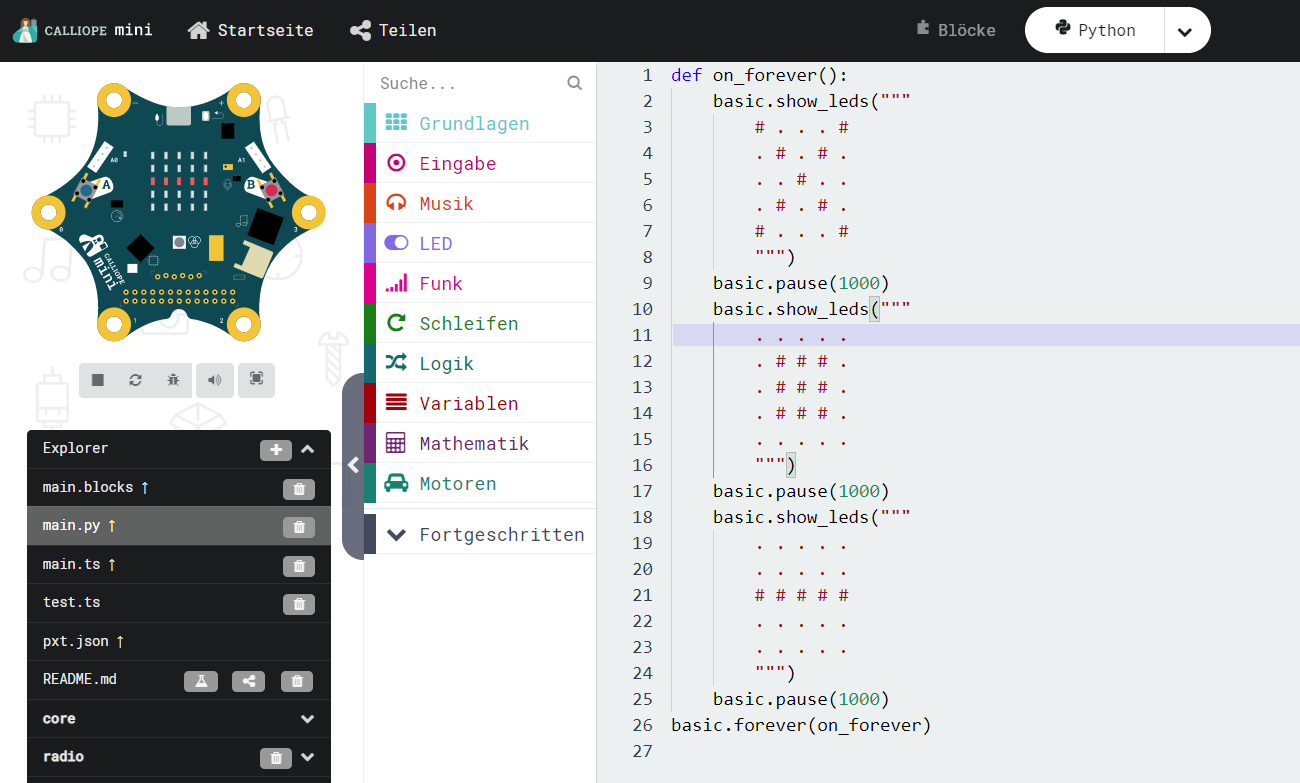 CALLIOPE mini
Startseite
Teilen
Blöcke
Python
A0
A1
A
B
0
3
CALLIOPE
mini
1
2
Explorer
main.blocks ↑
main.py ↑
main.ts ↑
test.ts
pxt.json ↑
README.md
core
radio
Suche...
Grundlagen
Eingabe
Musik
LED
Funk
Schleifen
Logik
Variablen
Mathematik
Motoren
Fortgeschritten
1 def on_forever():
2 basic.show_leds("""
3 # . . . #
4 . # . # .
5 . . # . .
6 . # . # .
7 # . . . #
8 """)
9 basic.pause(1000)
10 basic.show_leds("""
11 . . . . .
12 . # # # .
13 . # # # .
14 . # # # .
15 . . . . .
16 """)
17 basic.pause(1000)
18 basic.show_leds("""
19 . . . . .
20 . . . . .
21 # # # # #
22 . . . . .
23 . . . . .
24 """)
25 basic.pause(1000)
26 basic.forever(on_forever)
27